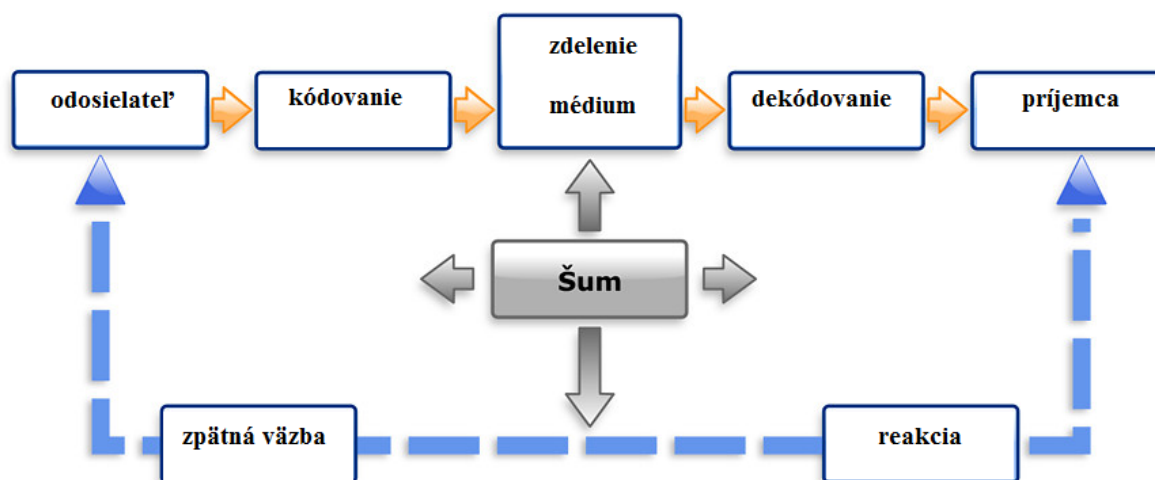 odosielateľ
kódovanie
zdelenie
médium
dekódovanie
príjemca
Šum
zpätná väzba
reakcia